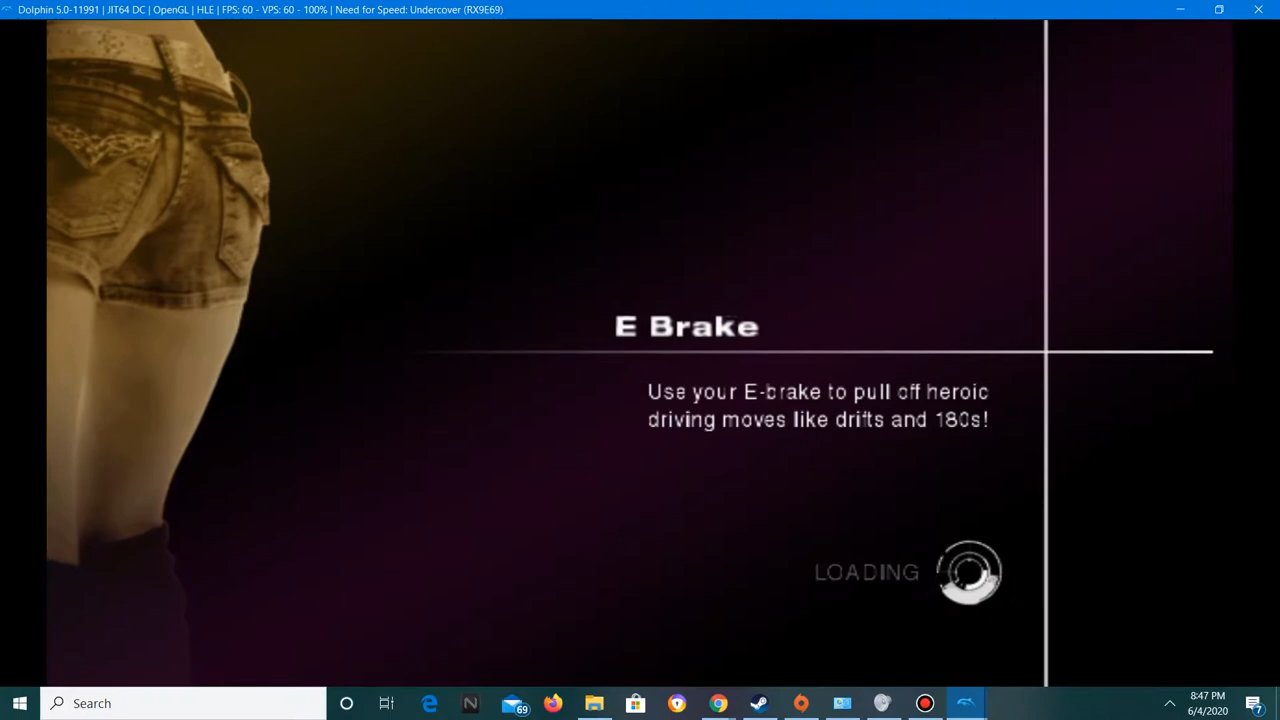 Dolphin 5.0-11991 | JIT64 DC | OpenGL | HLE | FPS: 60 - VPS: 60 - 100% | Need for Speed: Undercover (RX9E69)
E Brake
Use your E-brake to pull off heroic
driving moves like drifts and 180s!
LOADING
Search
69
8:47 PM
6/4/2020
7